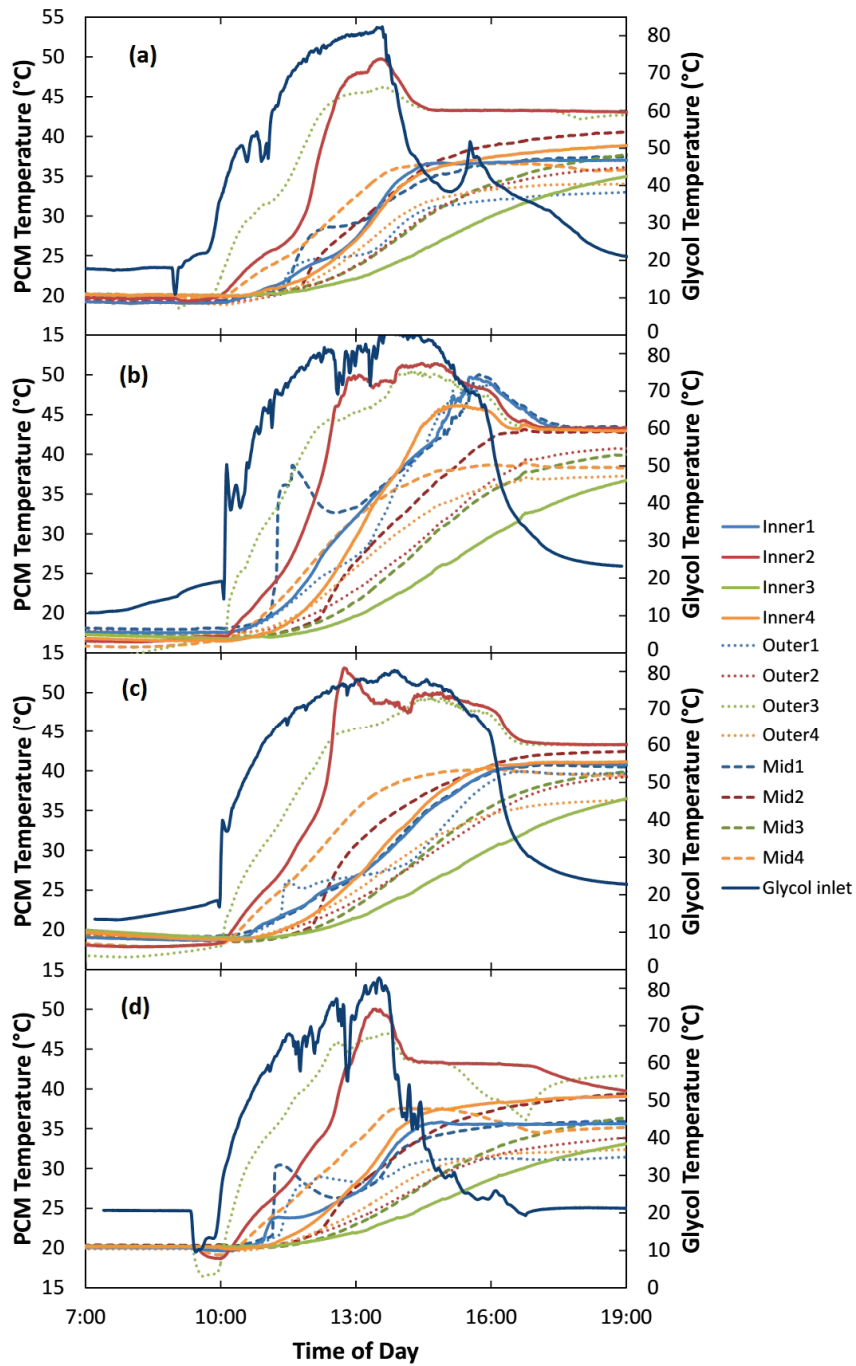 55
50
45
40
35
30
25
20
15
PCM Temperature (°C)
(a)
80
70
60
50
40
30
20
10
0
Glycol Temperature (°C)
50
45
40
35
30
25
20
15
PCM Temperature (°C)
(b)
80
70
60
50
40
30
20
10
0
Glycol Temperature (°C)
50
45
40
35
30
25
20
15
PCM Temperature (°C)
(c)
80
70
60
50
40
30
20
10
0
Glycol Temperature (°C)
50
45
40
35
30
25
20
15
PCM Temperature (°C)
(d)
80
70
60
50
40
30
20
10
0
Glycol Temperature (°C)
7:00 10:00 13:00 16:00 19:00
Time of Day
Inner1
Inner2
Inner3
Inner4
Outer1
Outer2
Outer3
Outer4
Mid1
Mid2
Mid3
Mid4
Glycol inlet